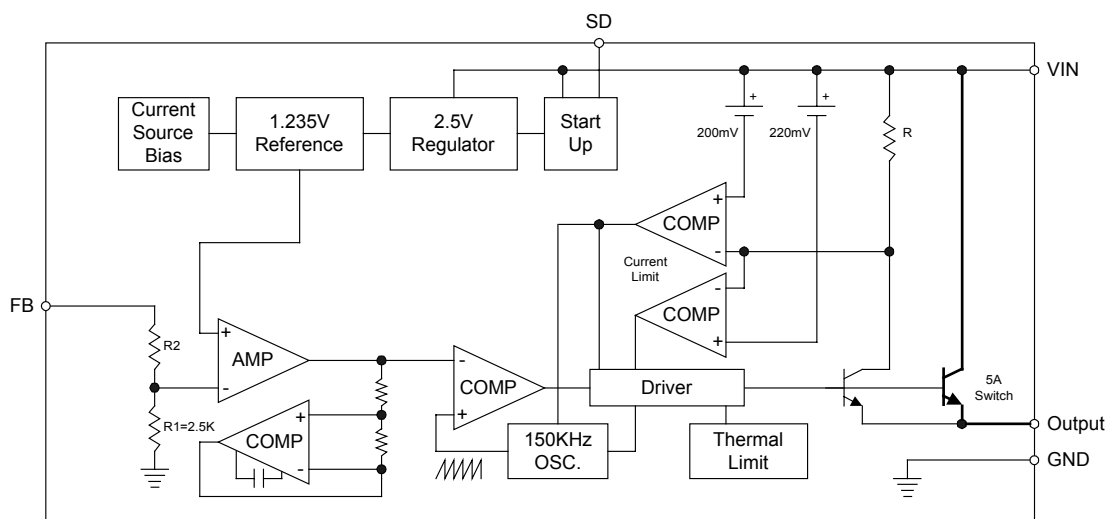 SD
VIN
Current
Source
Bias
1.235V
Reference
2.5V
Regulator
Start
Up
+
200mV
+
220mV
R
+
COMP
-
Current
Limit
-
COMP
+
FB
R2
+
AMP
-
-
COMP
+
Driver
5A
Switch
R1=2.5K
+
COMP
-
150KHz
OSC.
Thermal
Limit
Output
GND